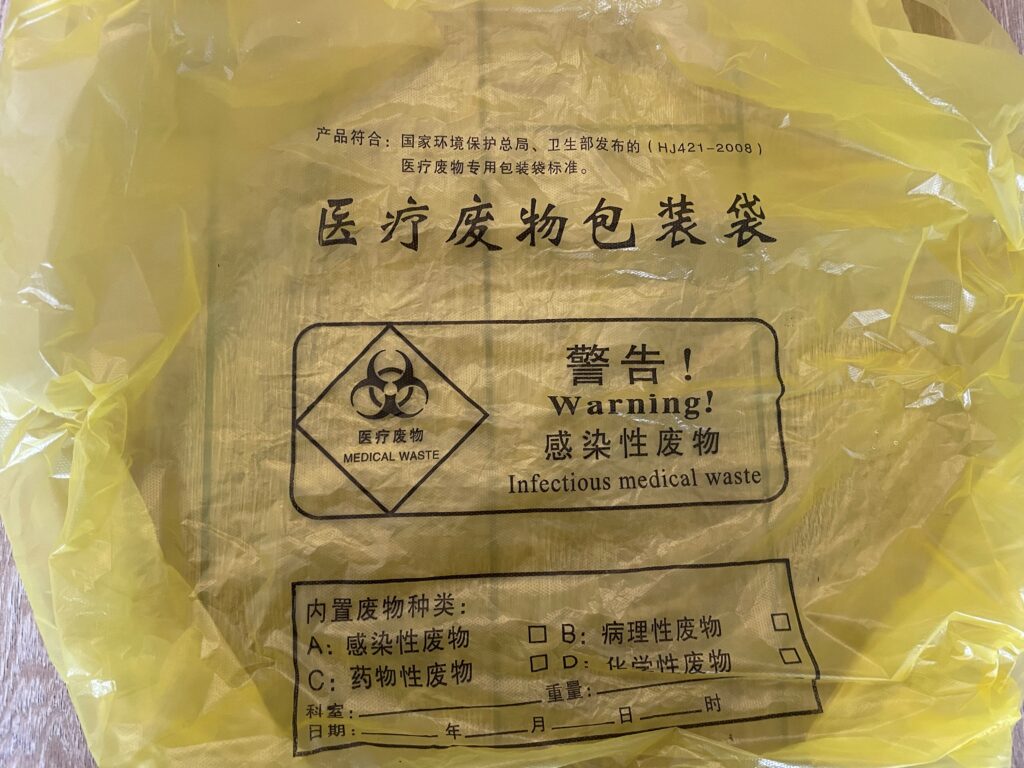 产品符合：国家环境保护总局、卫生部发布的（HJ421-2008）
医疗废物专用包装袋标准。
医疗废物包装袋
医疗废物
MEDICAL WASTE
警告！
Warning!
感染性废物
Infectious medical waste
内置废物种类：
A：感染性废物 □ B：病理性废物 □
C：药物性废物 □ D：化学性废物 □
科室： 重量：
日期： 年 月 日 时